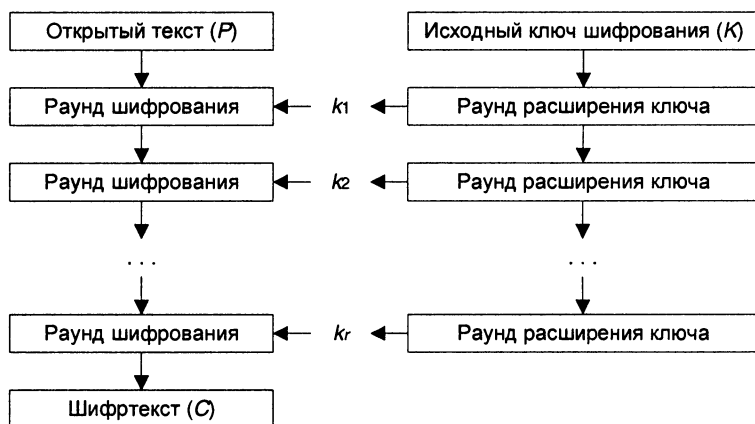 Открытый текст (P) Исходный ключ шифрования (K)
Раунд шифрования k1 Раунд расширения ключа
Раунд шифрования k2 Раунд расширения ключа
... ...
Раунд шифрования kr Раунд расширения ключа
Шифртекст (C)